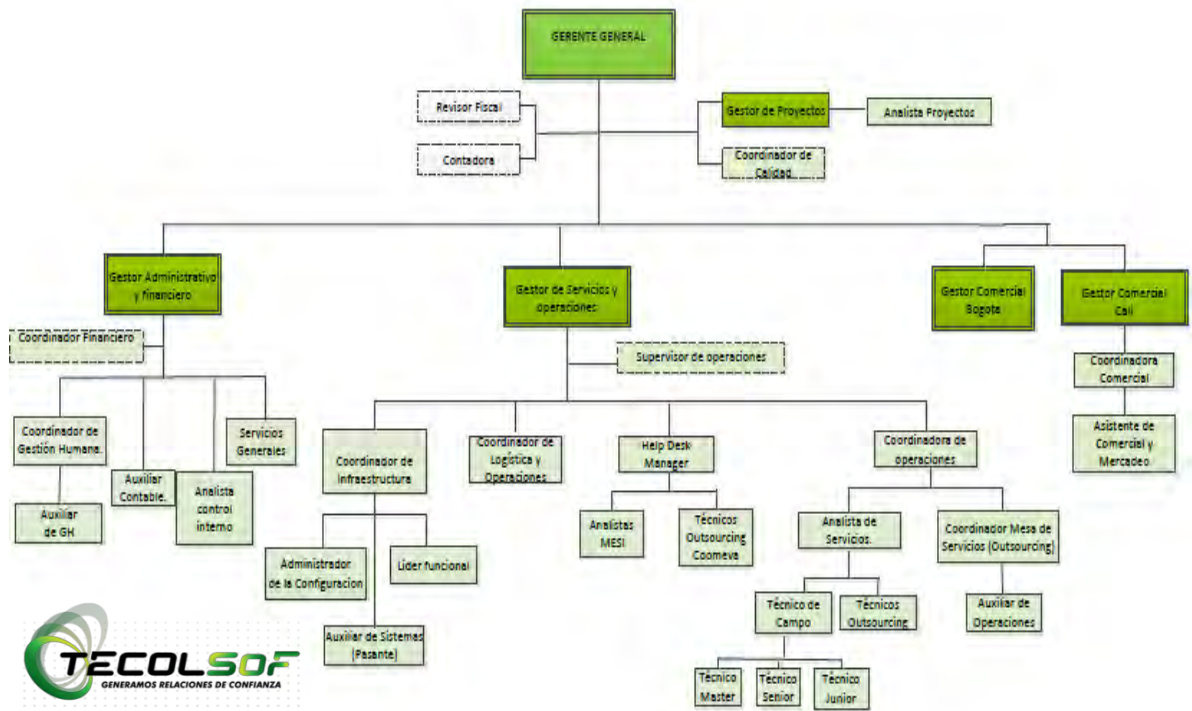 GERENTE GENERAL
Revisor Fiscal
Contadora
Gestor de Proyectos
Analista Proyectos
Coordinador de
Calidad
Gestor Administrativo
y financiero
Gestor de Servicios y
operaciones
Gestor Comercial
Bogota
Gestor Comercial
Cali
Coordinador Financiero
Supervisor de operaciones
Coordinadora
Comercial
Asistente de
Comercial y
Mercadeo
Coordinador de
Gestión Humana.
Auxiliar
de GH
Auxiliar
Contable.
Analista
control
interno
Servicios
Generales
Coordinador de
Infraestructura
Administrador
de la Configuracion
Lider funcional
Auxiliar de Sistemas
(Pasante)
Coordinador de
Logística y
Operaciones
Help Desk
Manager
Analistas
MESI
Técnicos
Outsourcing
Coomeva
Coordinadora de
operaciones
Analista de
Servicios.
Coordinador Mesa de
Servicios (Outsourcing)
Técnico de
Campo
Técnicos
Outsourcing
Auxiliar de
Operaciones
Técnico
Master
Técnico
Senior
Técnico
Junior
TECOLSOF
GENERAMOS RELACIONES DE CONFIANZA